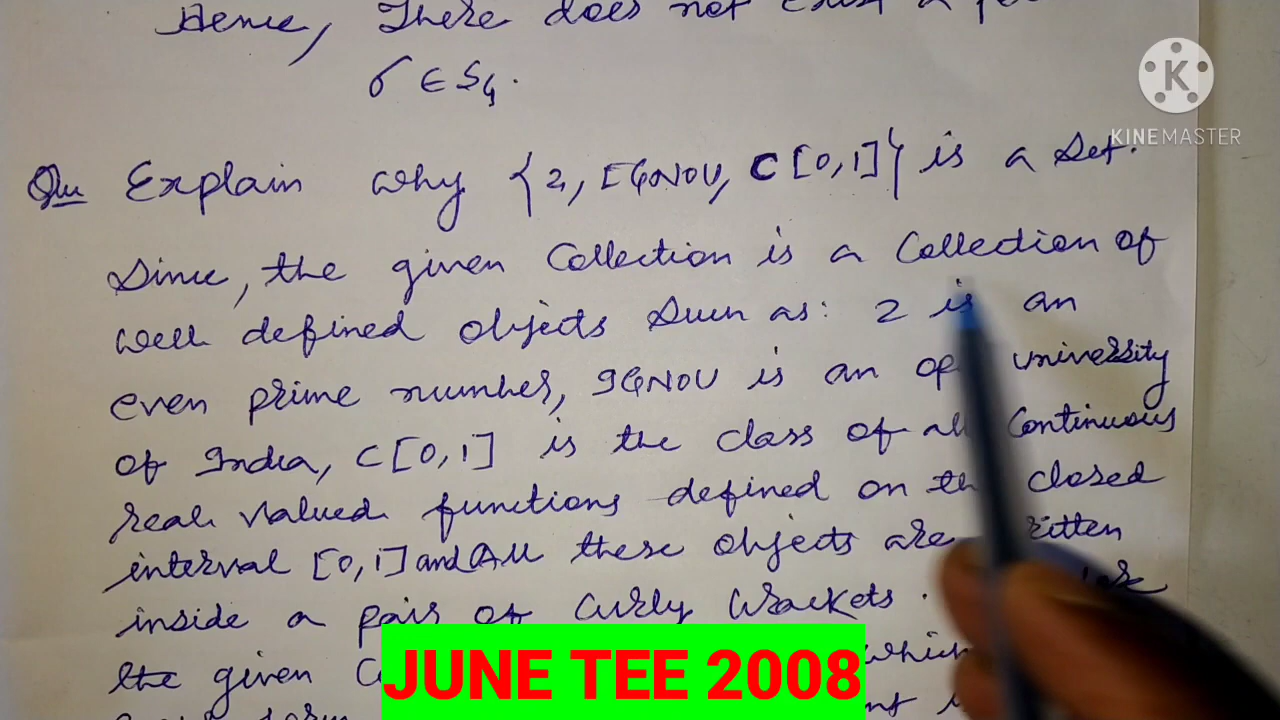 Hence, There does not exist a
σ ∈ S4.
Qu Explain why {2, IGNOU, C[0,1]} is a set.
Since, the given Collection is a Collection of
well defined objects such as: 2 is an
even prime number, IGNOU is an university
of India, C[0,1] is the class of all Continuous
real valued functions defined on the closed
interval [0,1] and All these objects are written
inside a pair of curly brackets.
the given which
K
KINEMASTER
JUNE TEE 2008